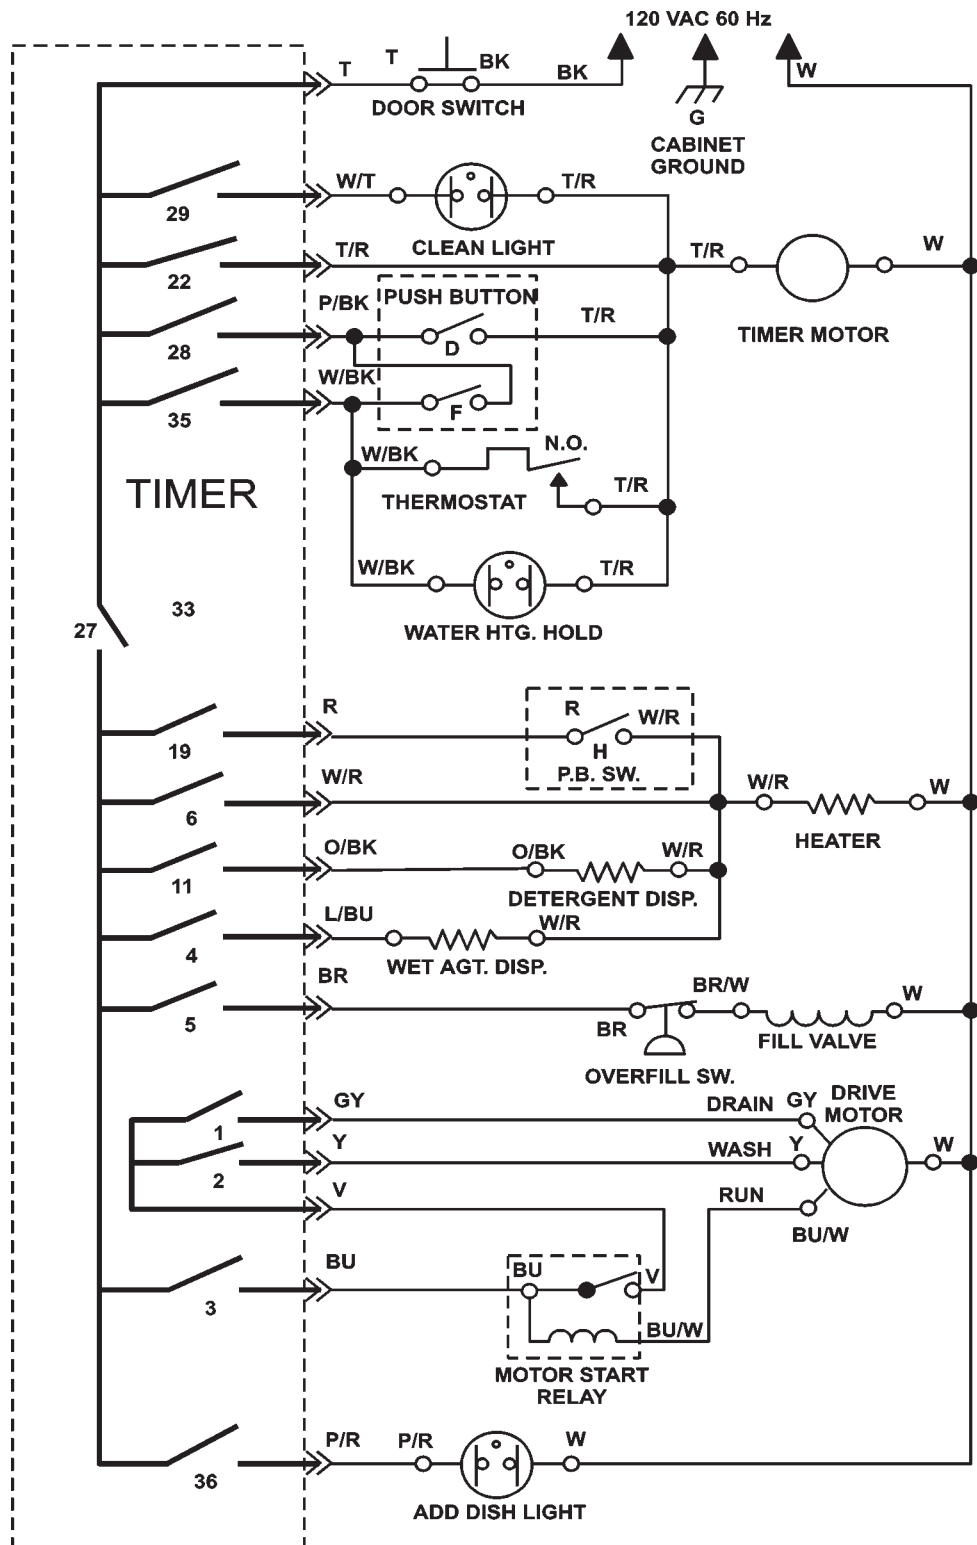 120 VAC 60 Hz
T
T
BK
BK
W
DOOR SWITCH
G
CABINET
GROUND
W/T
T/R
29
CLEAN LIGHT
T/R
T/R
W
22
P/BK
PUSH BUTTON
T/R
TIMER MOTOR
28
D
W/BK
35
F
W/BK
N.O.
TIMER
THERMOSTAT
T/R
W/BK
T/R
33
27
WATER HTG. HOLD
R
R
W/R
19
H
P.B. SW.
W/R
W/R
W
6
HEATER
O/BK
O/BK
W/R
11
DETERGENT DISP.
L/BU
W/R
4
WET AGT. DISP.
BR
BR/W
W
5
BR
FILL VALVE
OVERFILL SW.
GY
DRAIN
GY
DRIVE
MOTOR
1
Y
WASH
Y
W
2
V
RUN
BU/W
BU
BU
V
3
BU/W
MOTOR START
RELAY
P/R
P/R
W
36
ADD DISH LIGHT